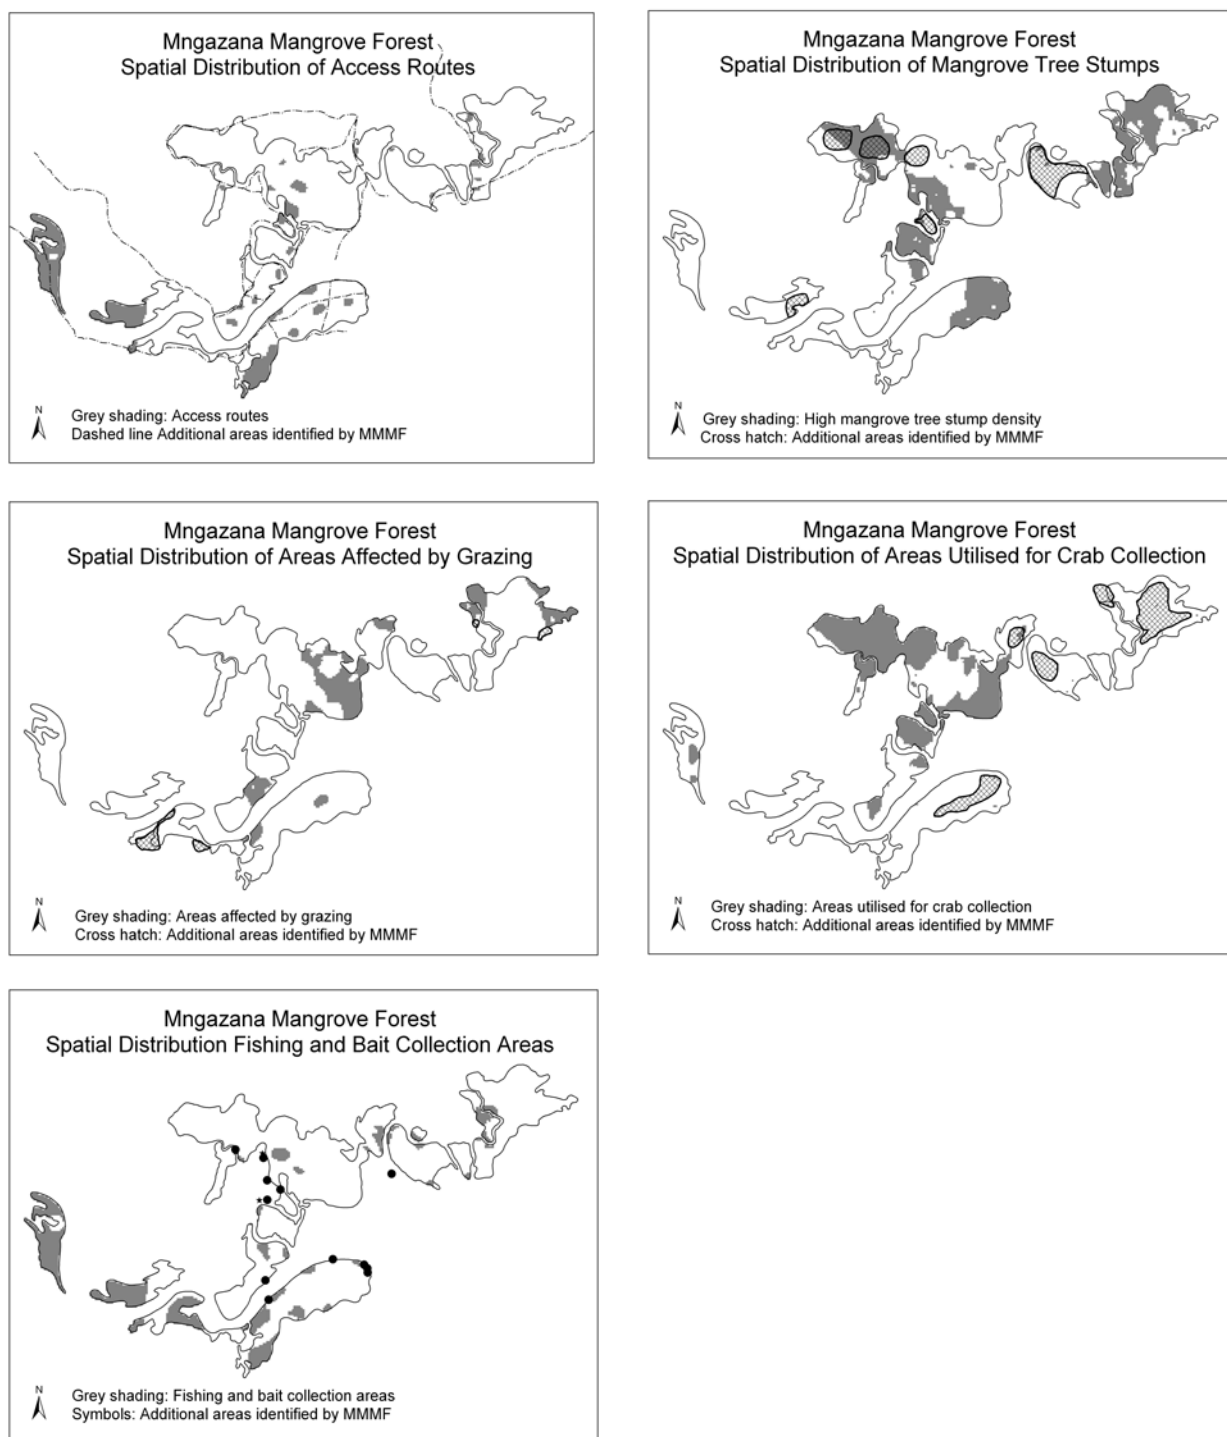 Mngazana Mangrove Forest
Spatial Distribution of Access Routes
N
Grey shading: Access routes
Dashed line Additional areas identified by MMMF
Mngazana Mangrove Forest
Spatial Distribution of Mangrove Tree Stumps
N
Grey shading: High mangrove tree stump density
Cross hatch: Additional areas identified by MMMF
Mngazana Mangrove Forest
Spatial Distribution of Areas Affected by Grazing
N
Grey shading: Areas affected by grazing
Cross hatch: Additional areas identified by MMMF
Mngazana Mangrove Forest
Spatial Distribution of Areas Utilised for Crab Collection
N
Grey shading: Areas utilised for crab collection
Cross hatch: Additional areas identified by MMMF
Mngazana Mangrove Forest
Spatial Distribution Fishing and Bait Collection Areas
N
Grey shading: Fishing and bait collection areas
Symbols: Additional areas identified by MMMF